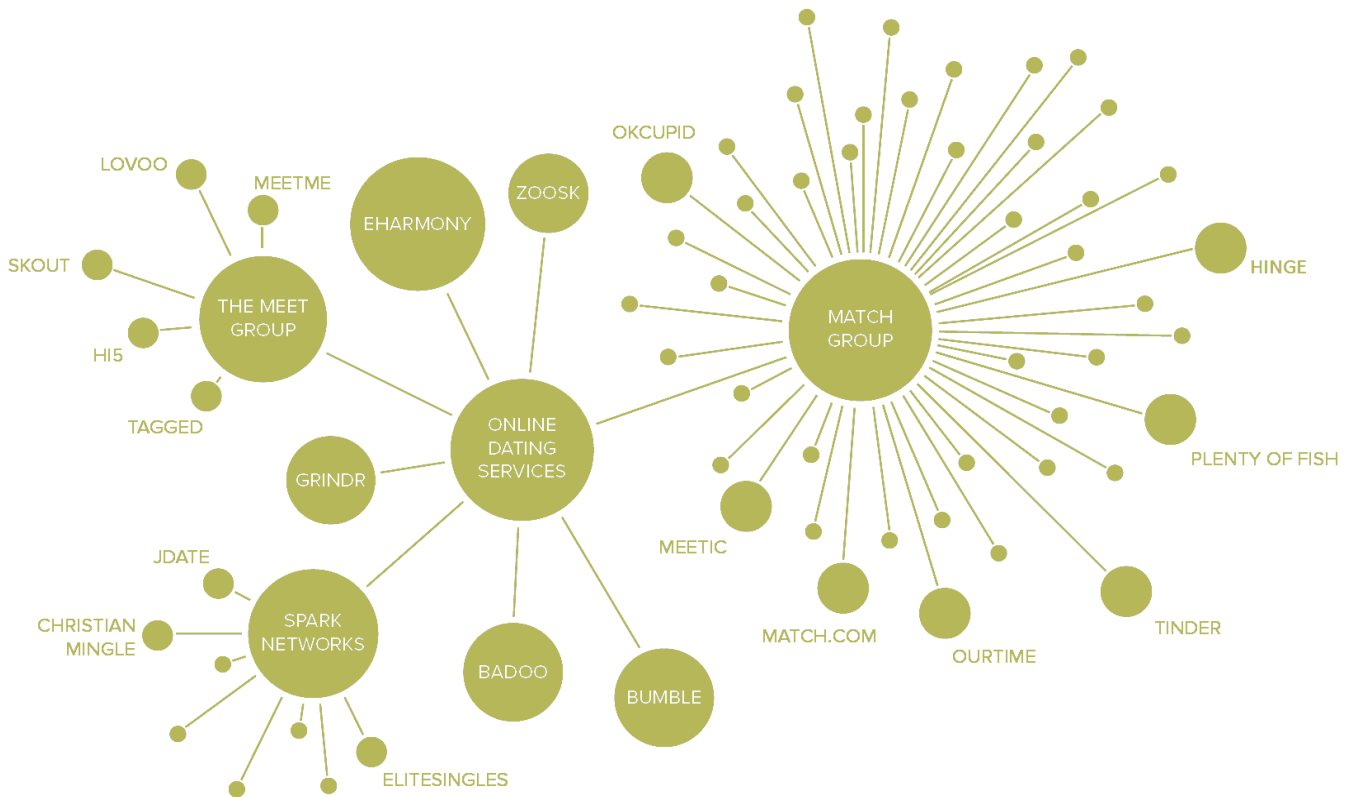 OKCUPID
LOVOO
MEETME
ZOOSK
EHARMONY
SKOUT
HINGE
THE MEET
GROUP
MATCH
GROUP
HI5
TAGGED
ONLINE
DATING
SERVICES
PLENTY OF FISH
GRINDR
MEETIC
JDATE
SPARK
NETWORKS
CHRISTIAN
MINGLE
MATCH.COM
TINDER
OURTIME
BADOO
BUMBLE
ELITESINGLES